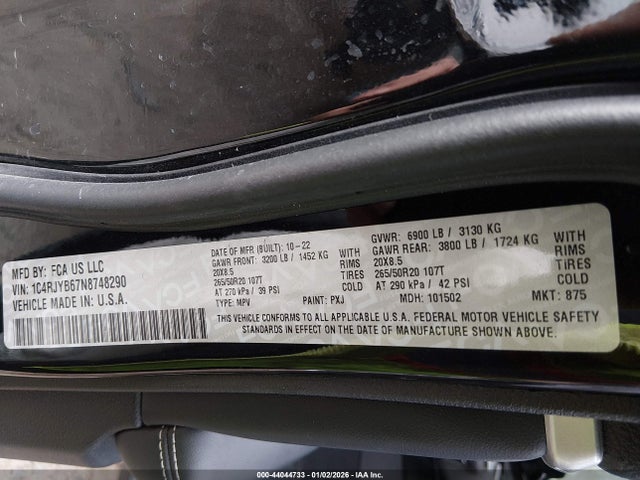 MFD BY: FCA US LLC
VIN: 1C4RJYB67N8748290
VEHICLE MADE IN: U.S.A.
DATE OF MFR (BUILT): 10-22
GAWR FRONT: 3200 LB / 1452 KG WITH
20X8.5 RIMS
265/50R20 107T TIRES
AT 270 kPa / 39 PSI COLD
TYPE: MPV PAINT: PXJ
GVWR: 6900 LB / 3130 KG
GAWR REAR: 3800 LB / 1724 KG WITH
20X8.5 RIMS
265/50R20 107T TIRES
AT 290 kPa / 42 PSI COLD
MDH: 101502 MKT: 875
THIS VEHICLE CONFORMS TO ALL APPLICABLE U.S.A. FEDERAL MOTOR VEHICLE SAFETY
STANDARDS IN EFFECT ON THE DATE OF MANUFACTURE SHOWN ABOVE.
000-44044733 - 01/02/2026 - IAAI - Copart